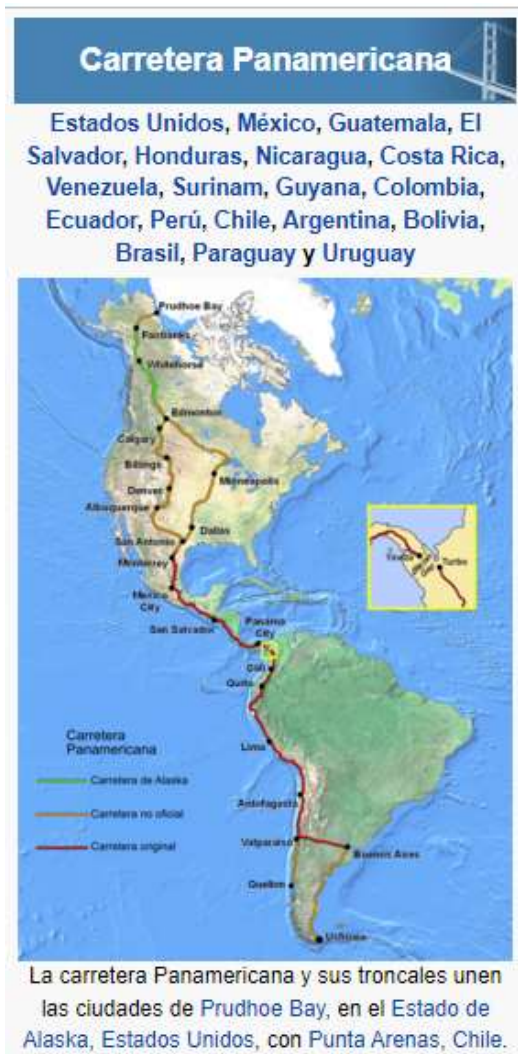 Carretera Panamericana
Estados Unidos, México, Guatemala, El
Salvador, Honduras, Nicaragua, Costa Rica,
Venezuela, Surinam, Guyana, Colombia,
Ecuador, Perú, Chile, Argentina, Bolivia,
Brasil, Paraguay y Uruguay
Prudhoe Bay
Fairbanks
Whitehorse
Edmonton
Calgary
Billings
Minneapolis
Denver
Albuquerque
Dallas
San Antonio
Monterrey
Mexico
City
San Salvador
Panama
City
Yaviza
Turbo
Cali
Quito
Lima
Antofagasta
Valparaiso
Buenos Aires
Quellon
Ushuaia
Carretera
Panamericana
Carretera de Alaska
Carretera no oficial
Carretera original
La carretera Panamericana y sus troncales unen
las ciudades de Prudhoe Bay, en el Estado de
Alaska, Estados Unidos, con Punta Arenas, Chile.